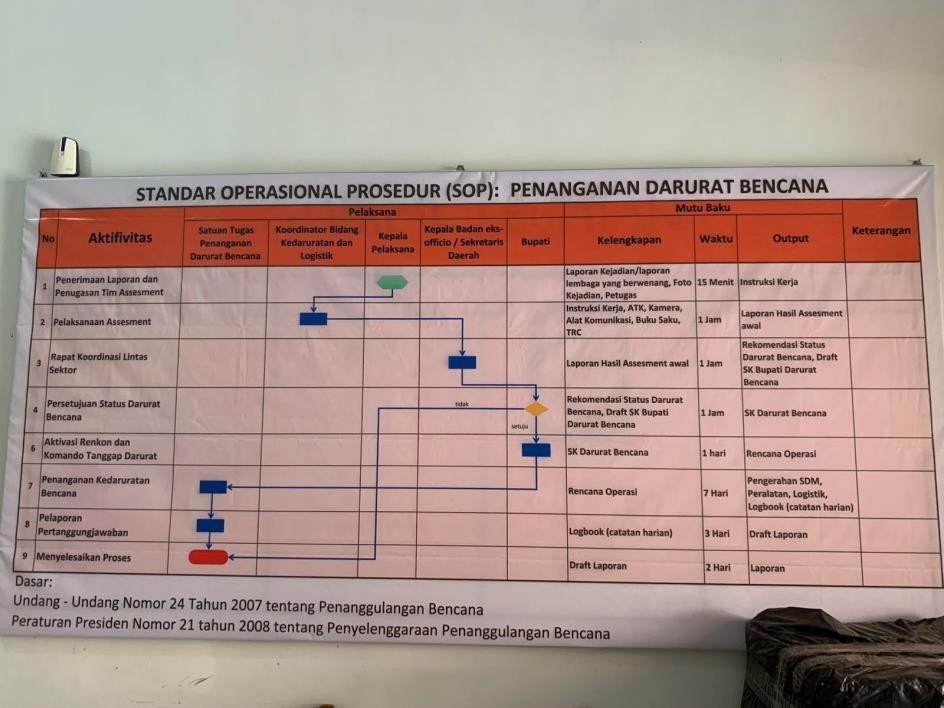 STANDAR OPERASIONAL PROSEDUR (SOP): PENANGANAN DARURAT BENCANA
No
Aktifivitas
Pelaksana
Mutu Baku
Keterangan
Satuan Tugas
Penanganan
Darurat Bencana
Koordinator Bidang
Kedaruratan dan
Logistik
Kepala
Pelaksana
Kepala Badan eks-
officio / Sekretaris
Daerah
Bupati
Kelengkapan
Waktu
Output
1
Penerimaan Laporan dan
Penugasan Tim Assesment
Laporan Kejadian/laporan
lembaga yang berwenang, Foto
Kejadian, Petugas
15 Menit
Instruksi Kerja
2
Pelaksanaan Assesment
Instruksi Kerja, ATK, Kamera,
Alat Komunikasi, Buku Saku,
TRC
1 Jam
Laporan Hasil Assesment
awal
3
Rapat Koordinasi Lintas
Sektor
Laporan Hasil Assesment awal
1 Jam
Rekomendasi Status
Darurat Bencana, Draft
SK Bupati Darurat
Bencana
4
Persetujuan Status Darurat
Bencana
tidak
setuju
Rekomendasi Status Darurat
Bencana, Draft SK Bupati
Darurat Bencana
1 Jam
SK Darurat Bencana
6
Aktivasi Renkon dan
Komando Tanggap Darurat
SK Darurat Bencana
1 hari
Rencana Operasi
7
Penanganan Kedaruratan
Bencana
Rencana Operasi
7 Hari
Pengerahan SDM,
Peralatan, Logistik,
Logbook (catatan harian)
8
Pelaporan
Pertanggungjawaban
Logbook (catatan harian)
3 Hari
Draft Laporan
9
Menyelesaikan Proses
Draft Laporan
2 Hari
Laporan
Dasar:
Undang - Undang Nomor 24 Tahun 2007 tentang Penanggulangan Bencana
Peraturan Presiden Nomor 21 tahun 2008 tentang Penyelenggaraan Penanggulangan Bencana